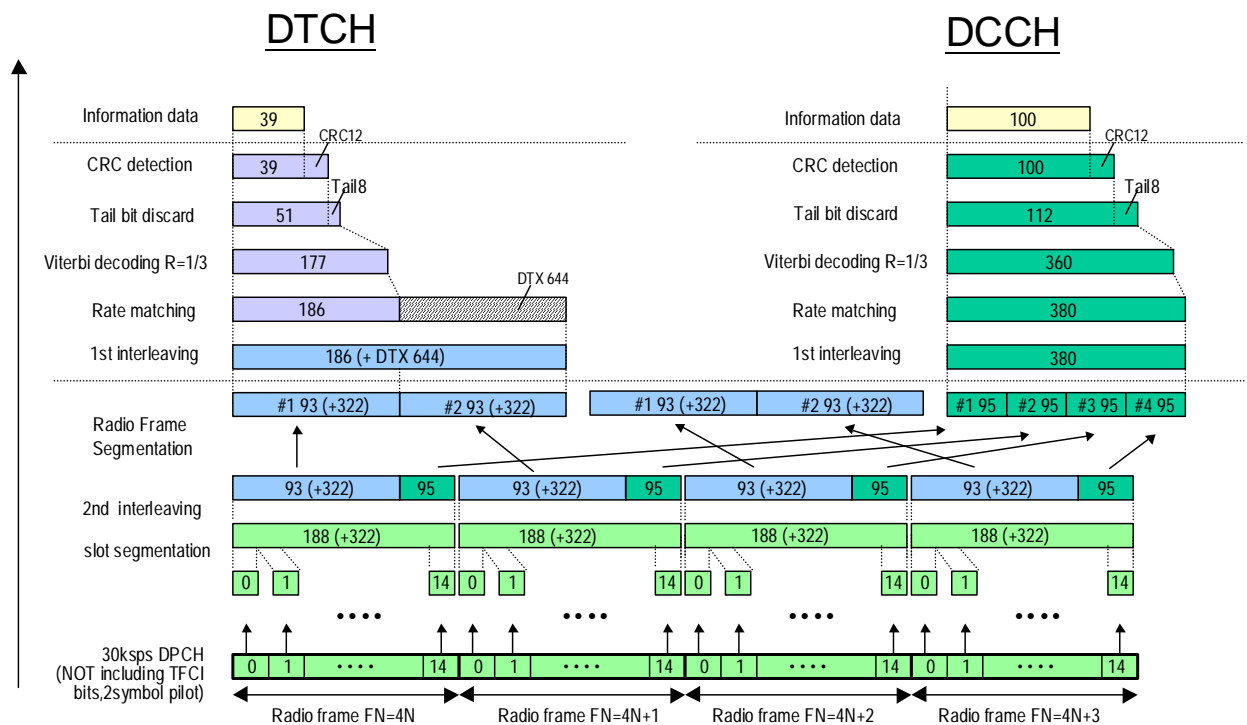 DTCH
DCCH
Information data
39
Information data
100
CRC12
CRC12
CRC detection
39
CRC detection
100
Tail8
Tail8
Tail bit discard
51
Tail bit discard
112
Viterbi decoding R=1/3
177
Viterbi decoding R=1/3
360
DTX 644
Rate matching
186
Rate matching
380
1st interleaving
186 (+ DTX 644)
1st interleaving
380
#1 93 (+322)
#2 93 (+322)
#1 93 (+322)
#2 93 (+322)
#1 95
#2 95
#3 95
#4 95
Radio Frame
Segmentation
93 (+322)
95
93 (+322)
95
93 (+322)
95
93 (+322)
95
2nd interleaving
188 (+322)
188 (+322)
188 (+322)
188 (+322)
slot segmentation
0
1
14
0
1
14
0
1
14
0
1
14
• • • •
• • • •
• • • •
• • • •
30ksps DPCH
(NOT including TFCI
bits,2symbol pilot)
0
1
• • • •
14
0
1
• • • •
14
0
1
• • • •
14
0
1
• • • •
14
Radio frame FN=4N
Radio frame FN=4N+1
Radio frame FN=4N+2
Radio frame FN=4N+3